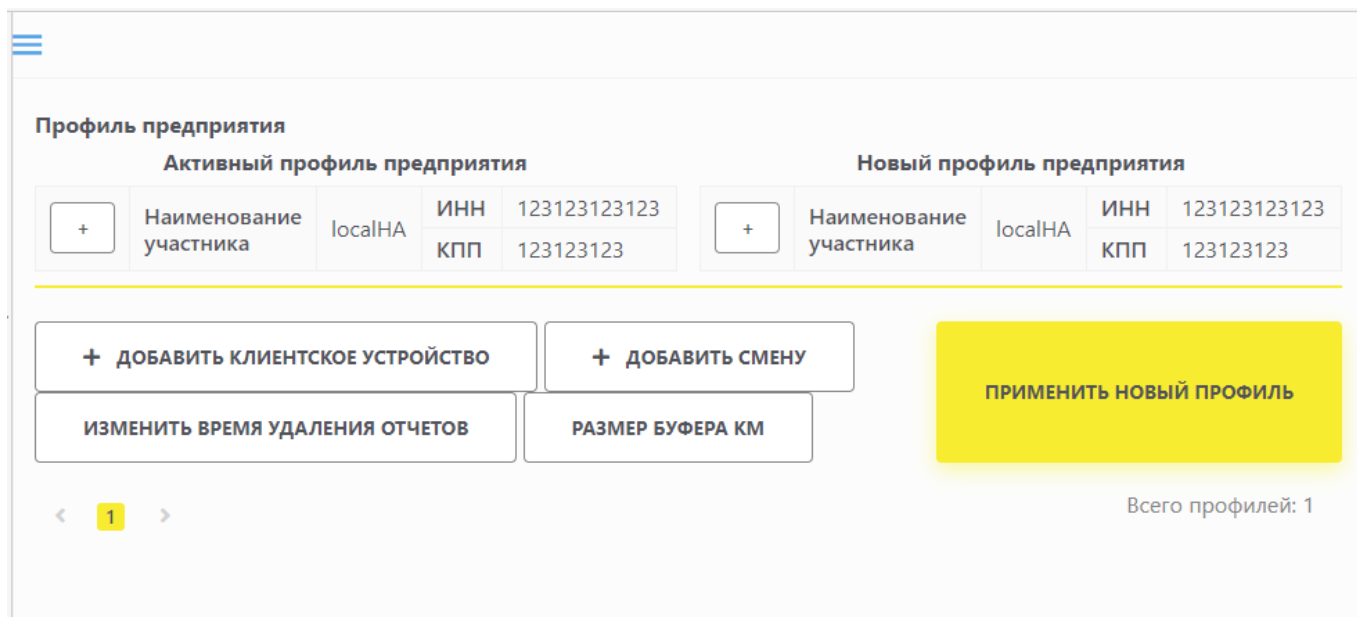 Профиль предприятия
Активный профиль предприятия
Новый профиль предприятия
+ Наименование участника localHA ИНН 123123123123
КПП 123123123
+ Наименование участника localHA ИНН 123123123123
КПП 123123123
+ ДОБАВИТЬ КЛИЕНТСКОЕ УСТРОЙСТВО
+ ДОБАВИТЬ СМЕНУ
ИЗМЕНИТЬ ВРЕМЯ УДАЛЕНИЯ ОТЧЕТОВ
РАЗМЕР БУФЕРА КМ
ПРИМЕНИТЬ НОВЫЙ ПРОФИЛЬ
< 1 >
Всего профилей: 1